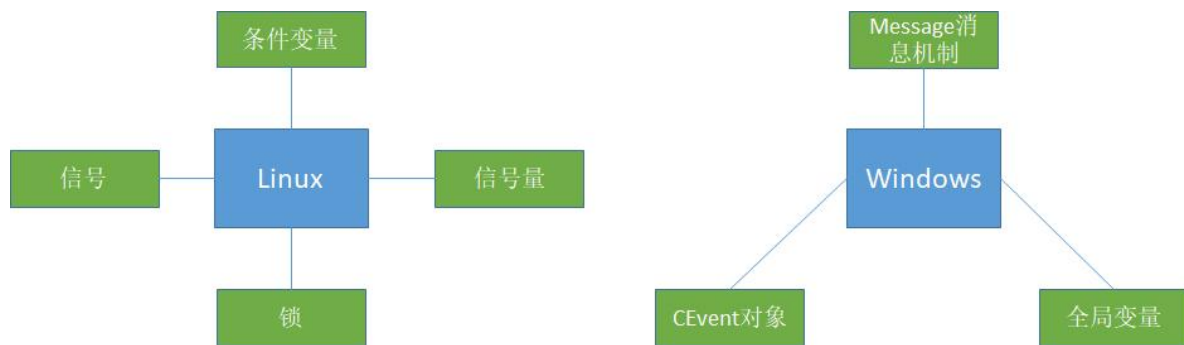 条件变量
信号
Linux
信号量
锁
Message消
息机制
Windows
CEvent对象
全局变量